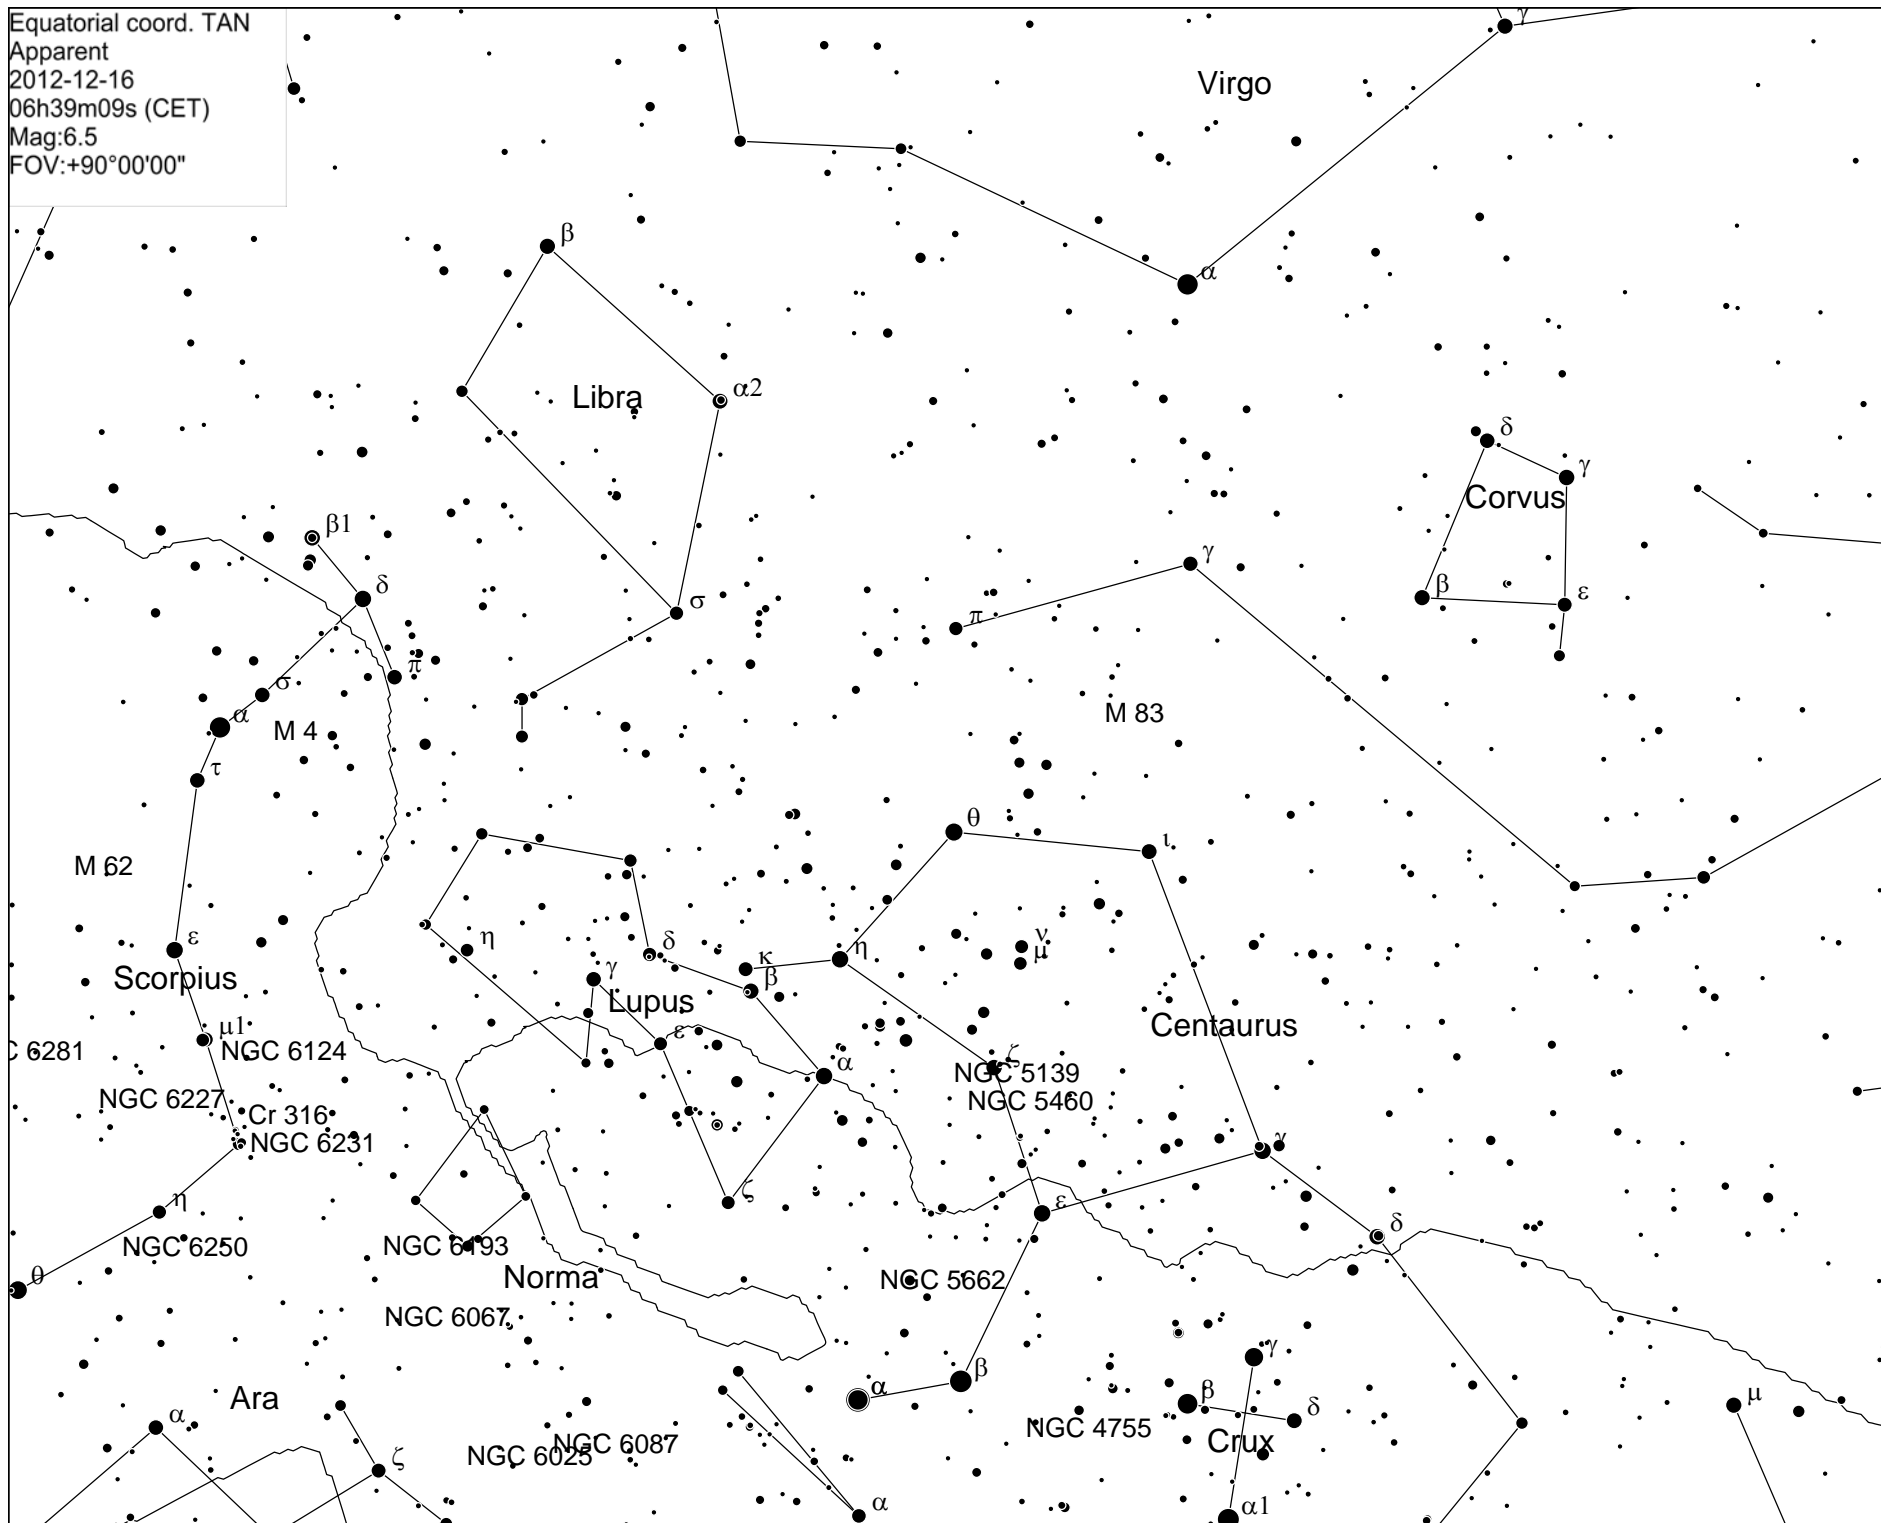 Equatorial coord. TAN
Apparent
2012-12-16
06h39m09s (CET)
Mag:6.5
FOV:+90°00'00"
γ
Virgo
β
α
α2
Libra
δ
γ
Corvus
β1
γ
δ
β
ε
σ
π
π
σ
α
M 4
M 83
τ
θ
ι
M 62
ε
η
δ
κ
η
ν
μ
Scorpius
γ
β
Lupus
μ1
ε
Centaurus
C 6281
NGC 6124
α
ζ
NGC 5139
NGC 6227
NGC 5460
Cr 316
NGC 6231
γ
η
ζ
ε
δ
NGC 6250
NGC 6193
θ
Norma
NGC 5662
NGC 6067
γ
β
α
β
μ
Ara
δ
α
NGC 4755
Crux
NGC 6087
NGC 6025
ζ
α
α1